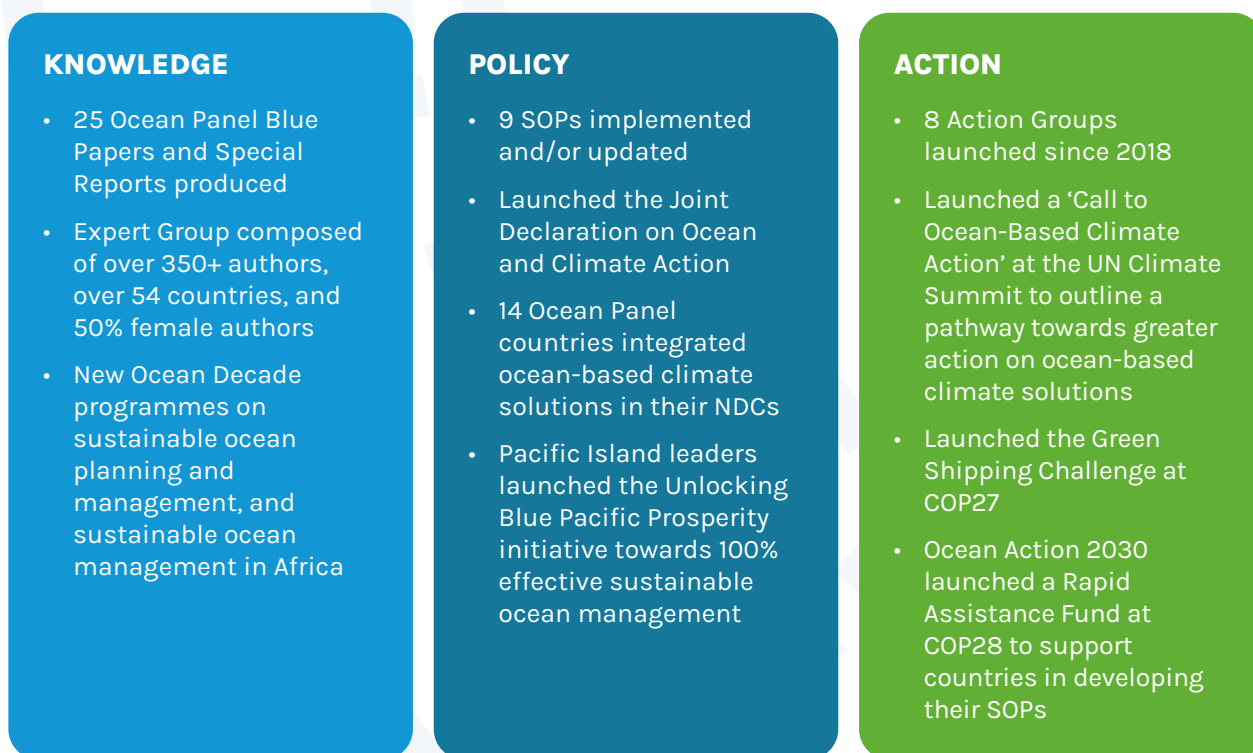 KNOWLEDGE
• 25 Ocean Panel Blue
Papers and Special
Reports produced
• Expert Group composed
of over 350+ authors,
over 54 countries, and
50% female authors
• New Ocean Decade
programmes on
sustainable ocean
planning and
management, and
sustainable ocean
management in Africa
POLICY
• 9 SOPs implemented
and/or updated
• Launched the Joint
Declaration on Ocean
and Climate Action
• 14 Ocean Panel
countries integrated
ocean-based climate
solutions in their NDCs
• Pacific Island leaders
launched the Unlocking
Blue Pacific Prosperity
initiative towards 100%
effective sustainable
ocean management
ACTION
• 8 Action Groups
launched since 2018
• Launched a ‘Call to
Ocean-Based Climate
Action’ at the UN Climate
Summit to outline a
pathway towards greater
action on ocean-based
climate solutions
• Launched the Green
Shipping Challenge at
COP27
• Ocean Action 2030
launched a Rapid
Assistance Fund at
COP28 to support
countries in developing
their SOPs